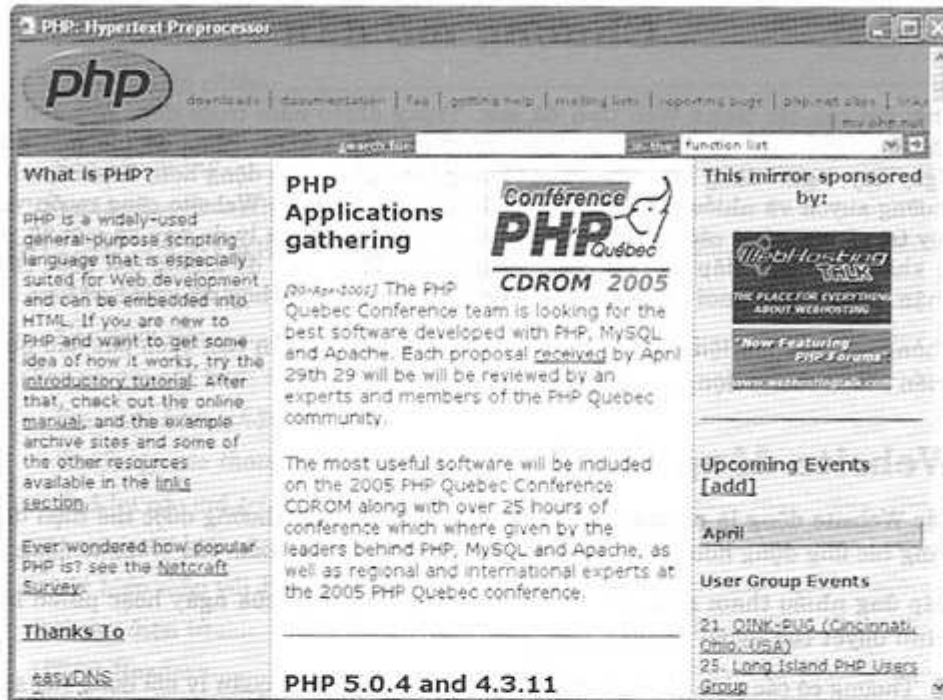 PHP: Hypertext Preprocessor
php
downloads | documentation | faq | getting help | mailing lists | reporting bugs | php.net sites | links
| my php.net
search for in the function list
What is PHP?
PHP is a widely-used
general-purpose scripting
language that is especially
suited for Web development
and can be embedded into
HTML. If you are new to
PHP and want to get some
idea of how it works, try the
introductory tutorial. After
that, check out the online
manual, and the example
archive sites and some of
the other resources
available in the links
section.
Ever wondered how popular
PHP is? see the Netcraft
Survey.
Thanks To
easyDNS
PHP
Applications
gathering
Conférence
PHP
Québec
CDROM 2005
The PHP
Quebec Conference team is looking for the
best software developed with PHP, MySQL
and Apache. Each proposal received by April
29th 29 will be will be reviewed by an
experts and members of the PHP Quebec
community.
The most useful software will be included
on the 2005 PHP Quebec Conference
CDROM along with over 25 hours of
conference which where given by the
leaders behind PHP, MySQL and Apache, as
well as regional and international experts at
the 2005 PHP Quebec conference.
PHP 5.0.4 and 4.3.11
This mirror sponsored
by:
WebHosting
TALK
THE PLACE FOR EVERYTHING
ABOUT WEBHOSTING
"Now Featuring
PHP Forums"
www.webhostingtalk.com
Upcoming Events
[add]
April
User Group Events
21. OINK-PUG (Cincinnati,
Ohio, USA)
25. Long Island PHP Users
Group